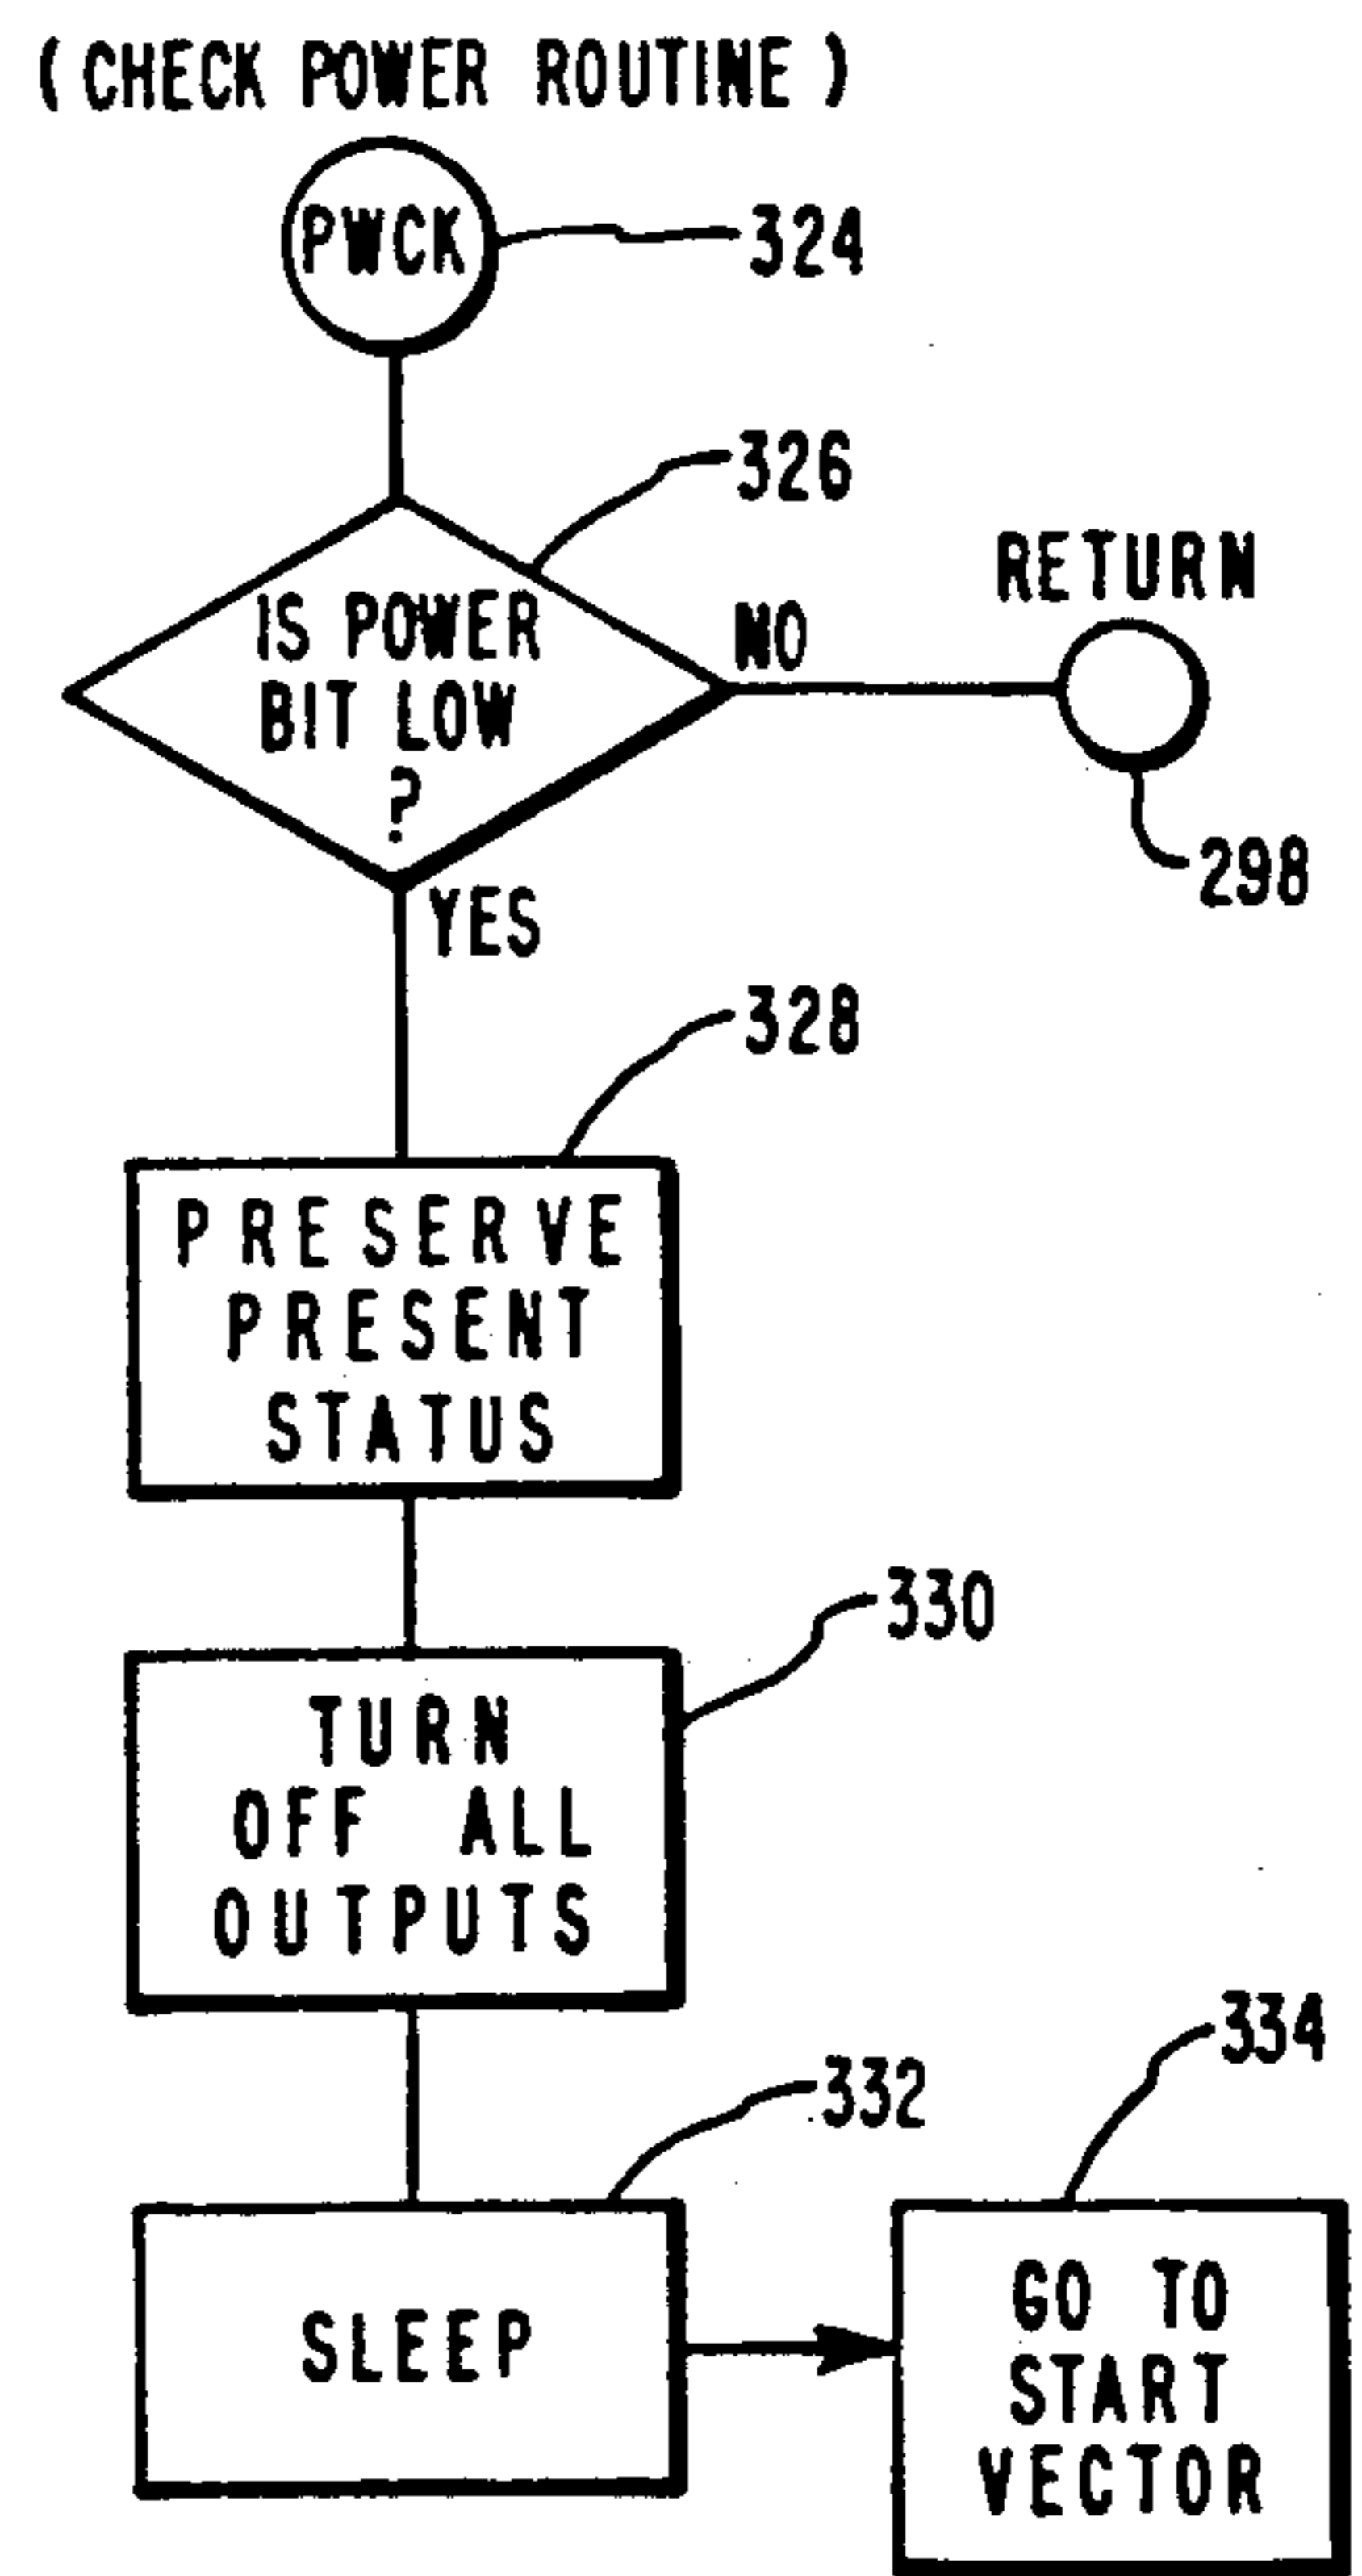 ( CHECK POWER ROUTINE )
PWCK
324
326
IS POWER
BIT LOW
?
NO
RETURN
298
YES
328
PRESERVE
PRESENT
STATUS
330
TURN
OFF ALL
OUTPUTS
332
SLEEP
334
GO TO
START
VECTOR